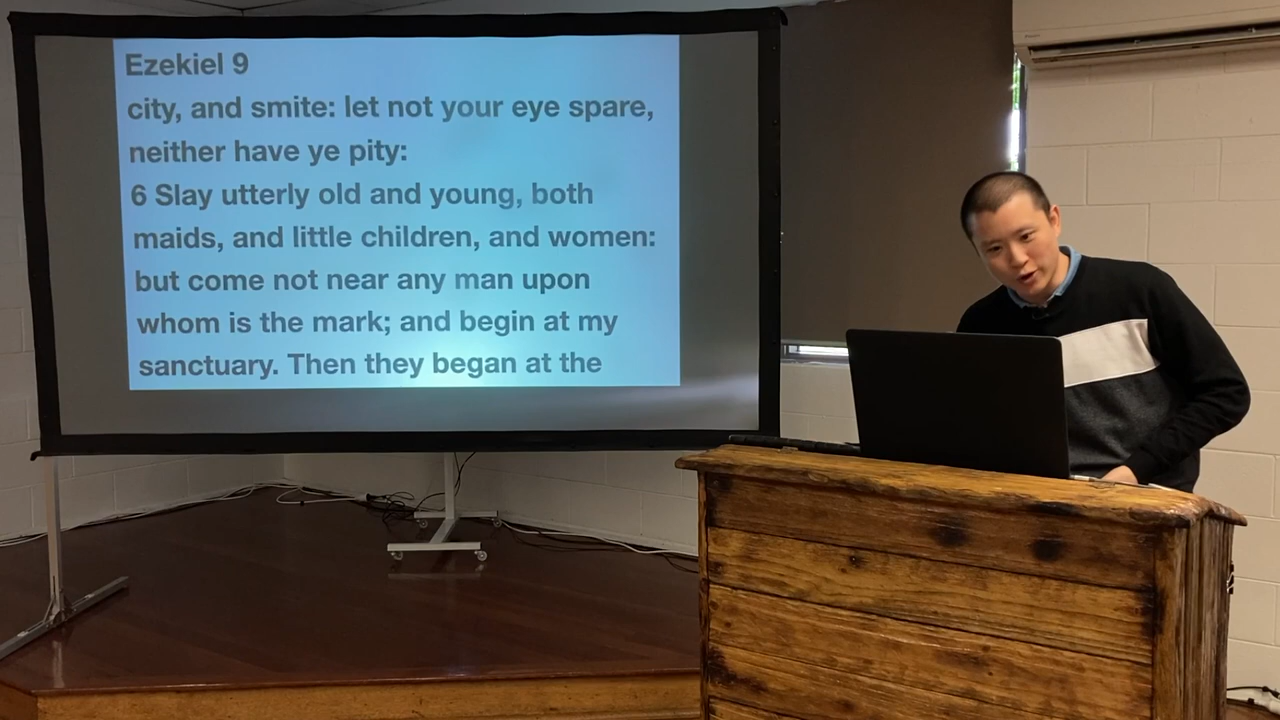 Ezekiel 9
city, and smite: let not your eye spare,
neither have ye pity:
6 Slay utterly old and young, both
maids, and little children, and women:
but come not near any man upon
whom is the mark; and begin at my
sanctuary. Then they began at the